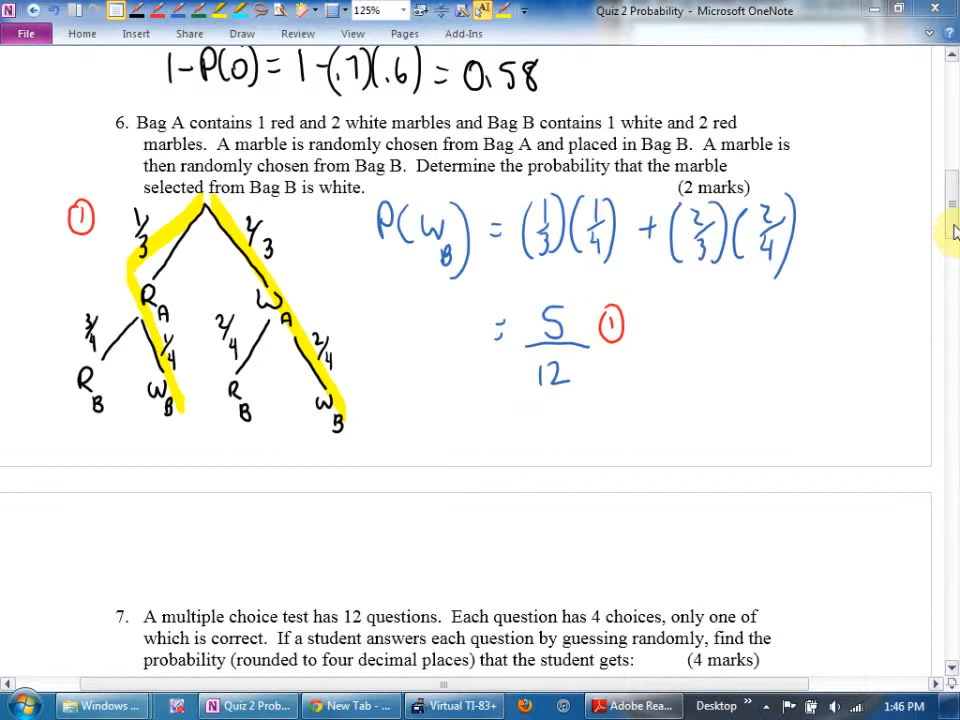 125%
Quiz 2 Probability - Microsoft OneNote
File Home Insert Draw Review Share View Pages Add-Ins
1-P(0) = 1-(.7)(.6) = 0.58
6. Bag A contains 1 red and 2 white marbles and Bag B contains 1 white and 2 red
marbles. A marble is randomly chosen from Bag A and placed in Bag B. A marble is
then randomly chosen from Bag B. Determine the probability that the marble
selected from Bag B is white. (2 marks)
1
1/3 2/3
P(W_B) = (1/3)(1/4) + (2/3)(2/4)
R_A W_A
= 5/12 1
3/4 1/4 2/4 2/4
R_B W_B R_B W_B
7. A multiple choice test has 12 questions. Each question has 4 choices, only one of
which is correct. If a student answers each question by guessing randomly, find the
probability (rounded to four decimal places) that the student gets: (4 marks)
Windows ... Quiz 2 Prob... New Tab - ... Virtual TI-83+ Adobe Rea... Desktop 1:46 PM